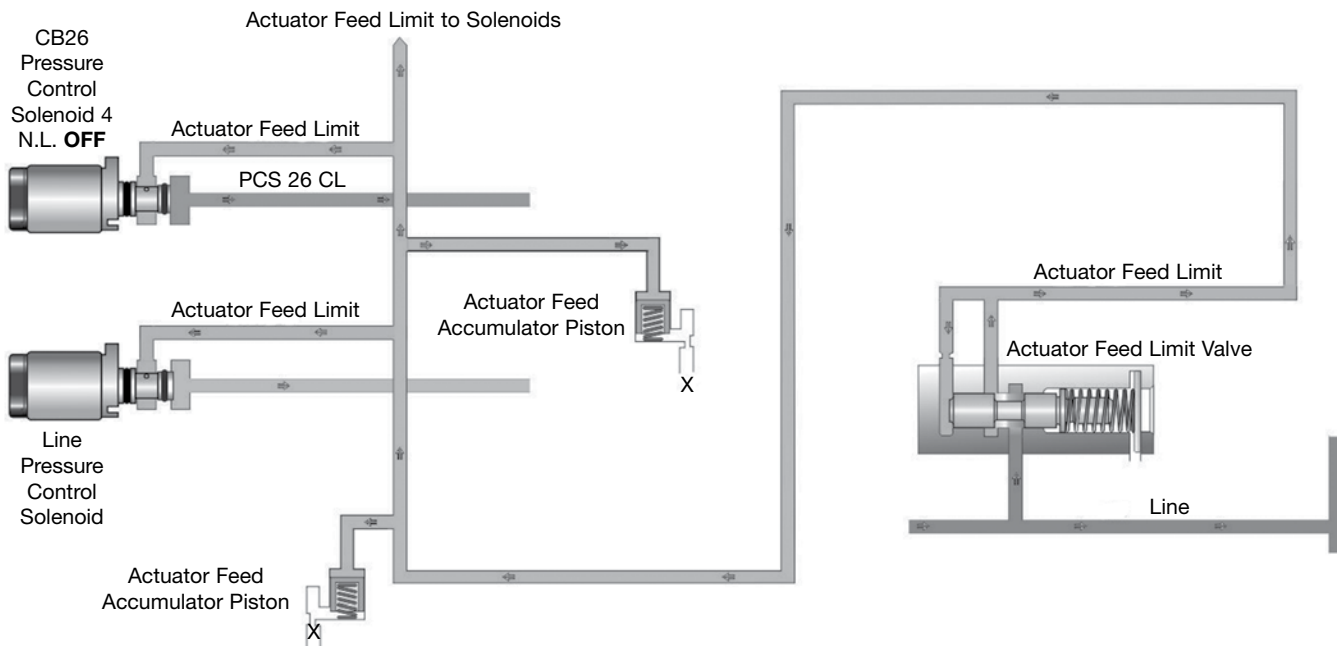 Actuator Feed Limit to Solenoids
CB26
Pressure
Control
Solenoid 4
N.L. OFF
Actuator Feed Limit
PCS 26 CL
Actuator Feed Limit
Actuator Feed
Accumulator Piston
X
Line
Pressure
Control
Solenoid
Actuator Feed
Accumulator Piston
X
Actuator Feed Limit
Actuator Feed Limit Valve
Line